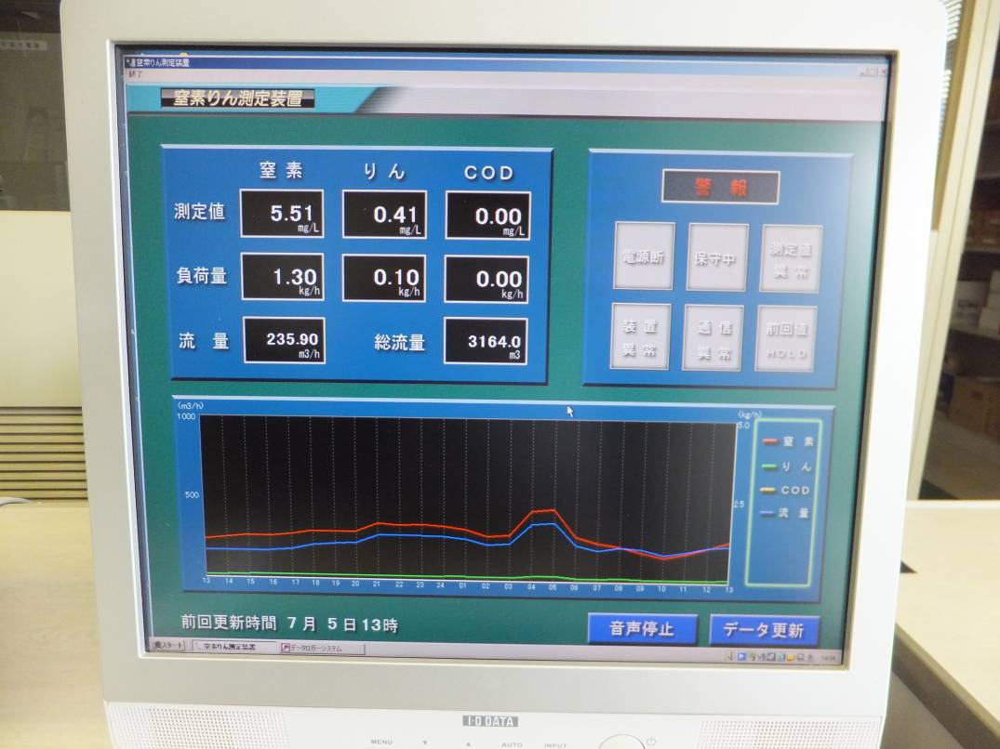 窒素りん測定装置
終了
窒素りん測定装置
窒素 りん COD
測定値 5.51 mg/L 0.41 mg/L 0.00 mg/L
負荷量 1.30 kg/h 0.10 kg/h 0.00 kg/h
流量 235.90 m3/h 総流量 3164.0 m3
警報
電源断 保守中 測定値異常
装置異常 通信異常 前回値HOLD
(m3/h) (kg/h)
1000 5.0
500 2.5
13 14 15 16 17 18 19 20 21 22 23 24 01 02 03 04 05 06 07 08 09 10 11 12 13
窒素
りん
COD
流量
前回更新時間 7月 5日13時
音声停止 データ更新
スタート 窒素りん測定装置 データロガーシステム
I-O DATA
MENU ▼ ▲ AUTO INPUT